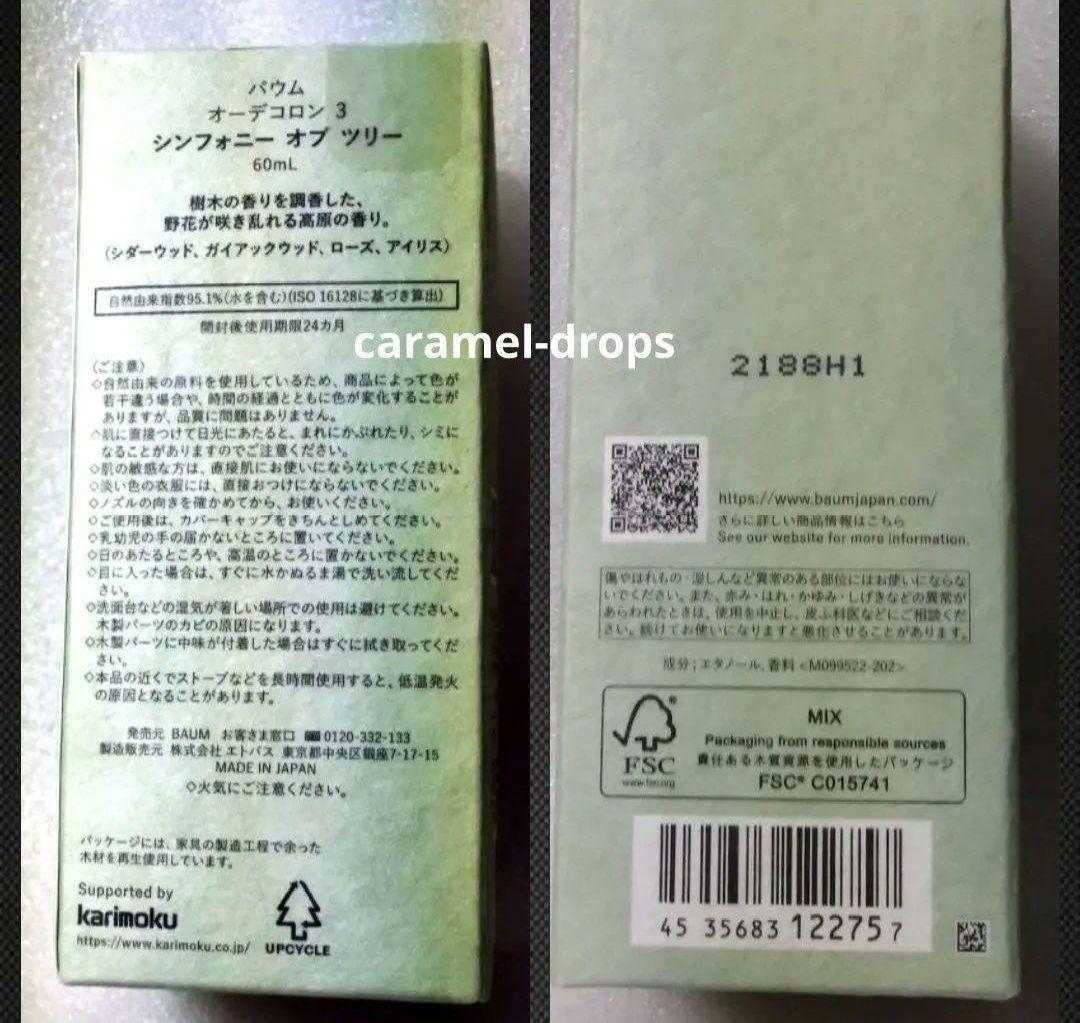 バウム
オーデコロン 3
シンフォニー オブ ツリー
60mL
樹木の香りを調香した、
野花が咲き乱れる高原の香り。
(シダーウッド、ガイアックウッド、ローズ、アイリス)
自然由来指数95.1%(水を含む)(ISO 16128に基づき算出)
開封後使用期限24カ月
(ご注意)
◇自然由来の原料を使用しているため、商品によって色が
若干違う場合や、時間の経過とともに色が変化することが
ありますが、品質に問題はありません。
◇肌に直接つけて日光にあたると、まれにかぶれたり、シミに
なることがありますのでご注意ください。
◇肌の敏感な方は、直接肌にお使いにならないでください。
◇淡い色の衣服には、直接おつけにならないでください。
◇ノズルの向きを確かめてから、お使いください。
◇ご使用後は、カバーキャップをきちんとしめてください。
◇乳幼児の手の届かないところに置いてください。
◇日のあたるところや、高温のところに置かないでください。
◇目に入った場合は、すぐに水かぬるま湯で洗い流してくだ
さい。
◇洗面台などの湿気が著しい場所での使用は避けてください。
木製パーツのカビの原因になります。
◇木製パーツに中味が付着した場合はすぐに拭き取ってくだ
さい。
◇本品の近くでストーブなどを長時間使用すると、低温発火
の原因となることがあります。
発売元 BAUM お客さま窓口 0120-332-133
製造販売元 株式会社 エトバス 東京都中央区銀座7-17-15
MADE IN JAPAN
◇火気にご注意ください。
パッケージには、家具の製造工程で余った
木材を再生使用しています。
Supported by
karimoku
https://www.karimoku.co.jp/
UPCYCLE
caramel-drops
2188H1
https://www.baumjapan.com/
さらに詳しい商品情報はこちら
See our website for more information.
傷やはれもの・湿しんなど異常のある部位にはお使いにならな
いでください。また、赤み・はれ・かゆみ・しげきなどの異常が
あらわれたときは、使用を中止し、皮ふ科医などにご相談くだ
さい。続けてお使いになりますと悪化させることがあります。
成分；エタノール、香料 <M099522-202>
FSC®
www.fsc.org
MIX
Packaging from responsible sources
責任ある木質資源を使用したパッケージ
FSC® C015741
45 35683 12275 7